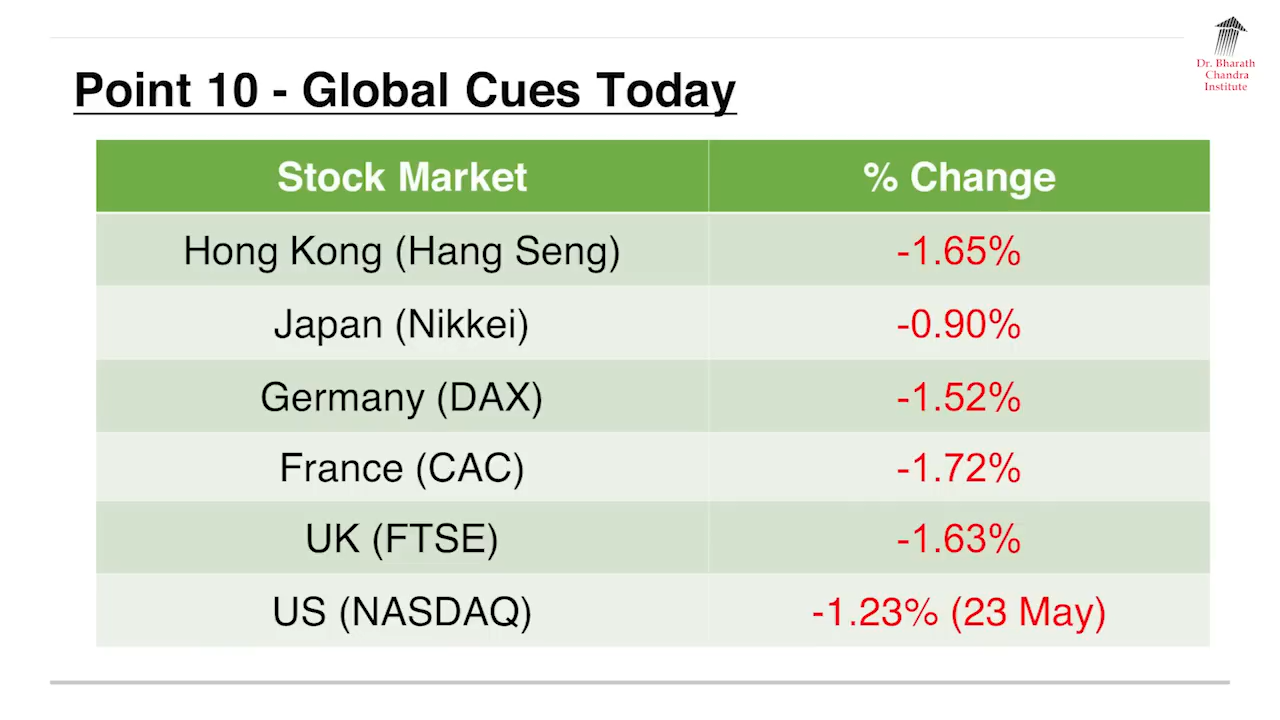 Dr. Bharath
Chandra
Institute
Point 10 - Global Cues Today
Stock Market % Change
Hong Kong (Hang Seng) -1.65%
Japan (Nikkei) -0.90%
Germany (DAX) -1.52%
France (CAC) -1.72%
UK (FTSE) -1.63%
US (NASDAQ) -1.23% (23 May)